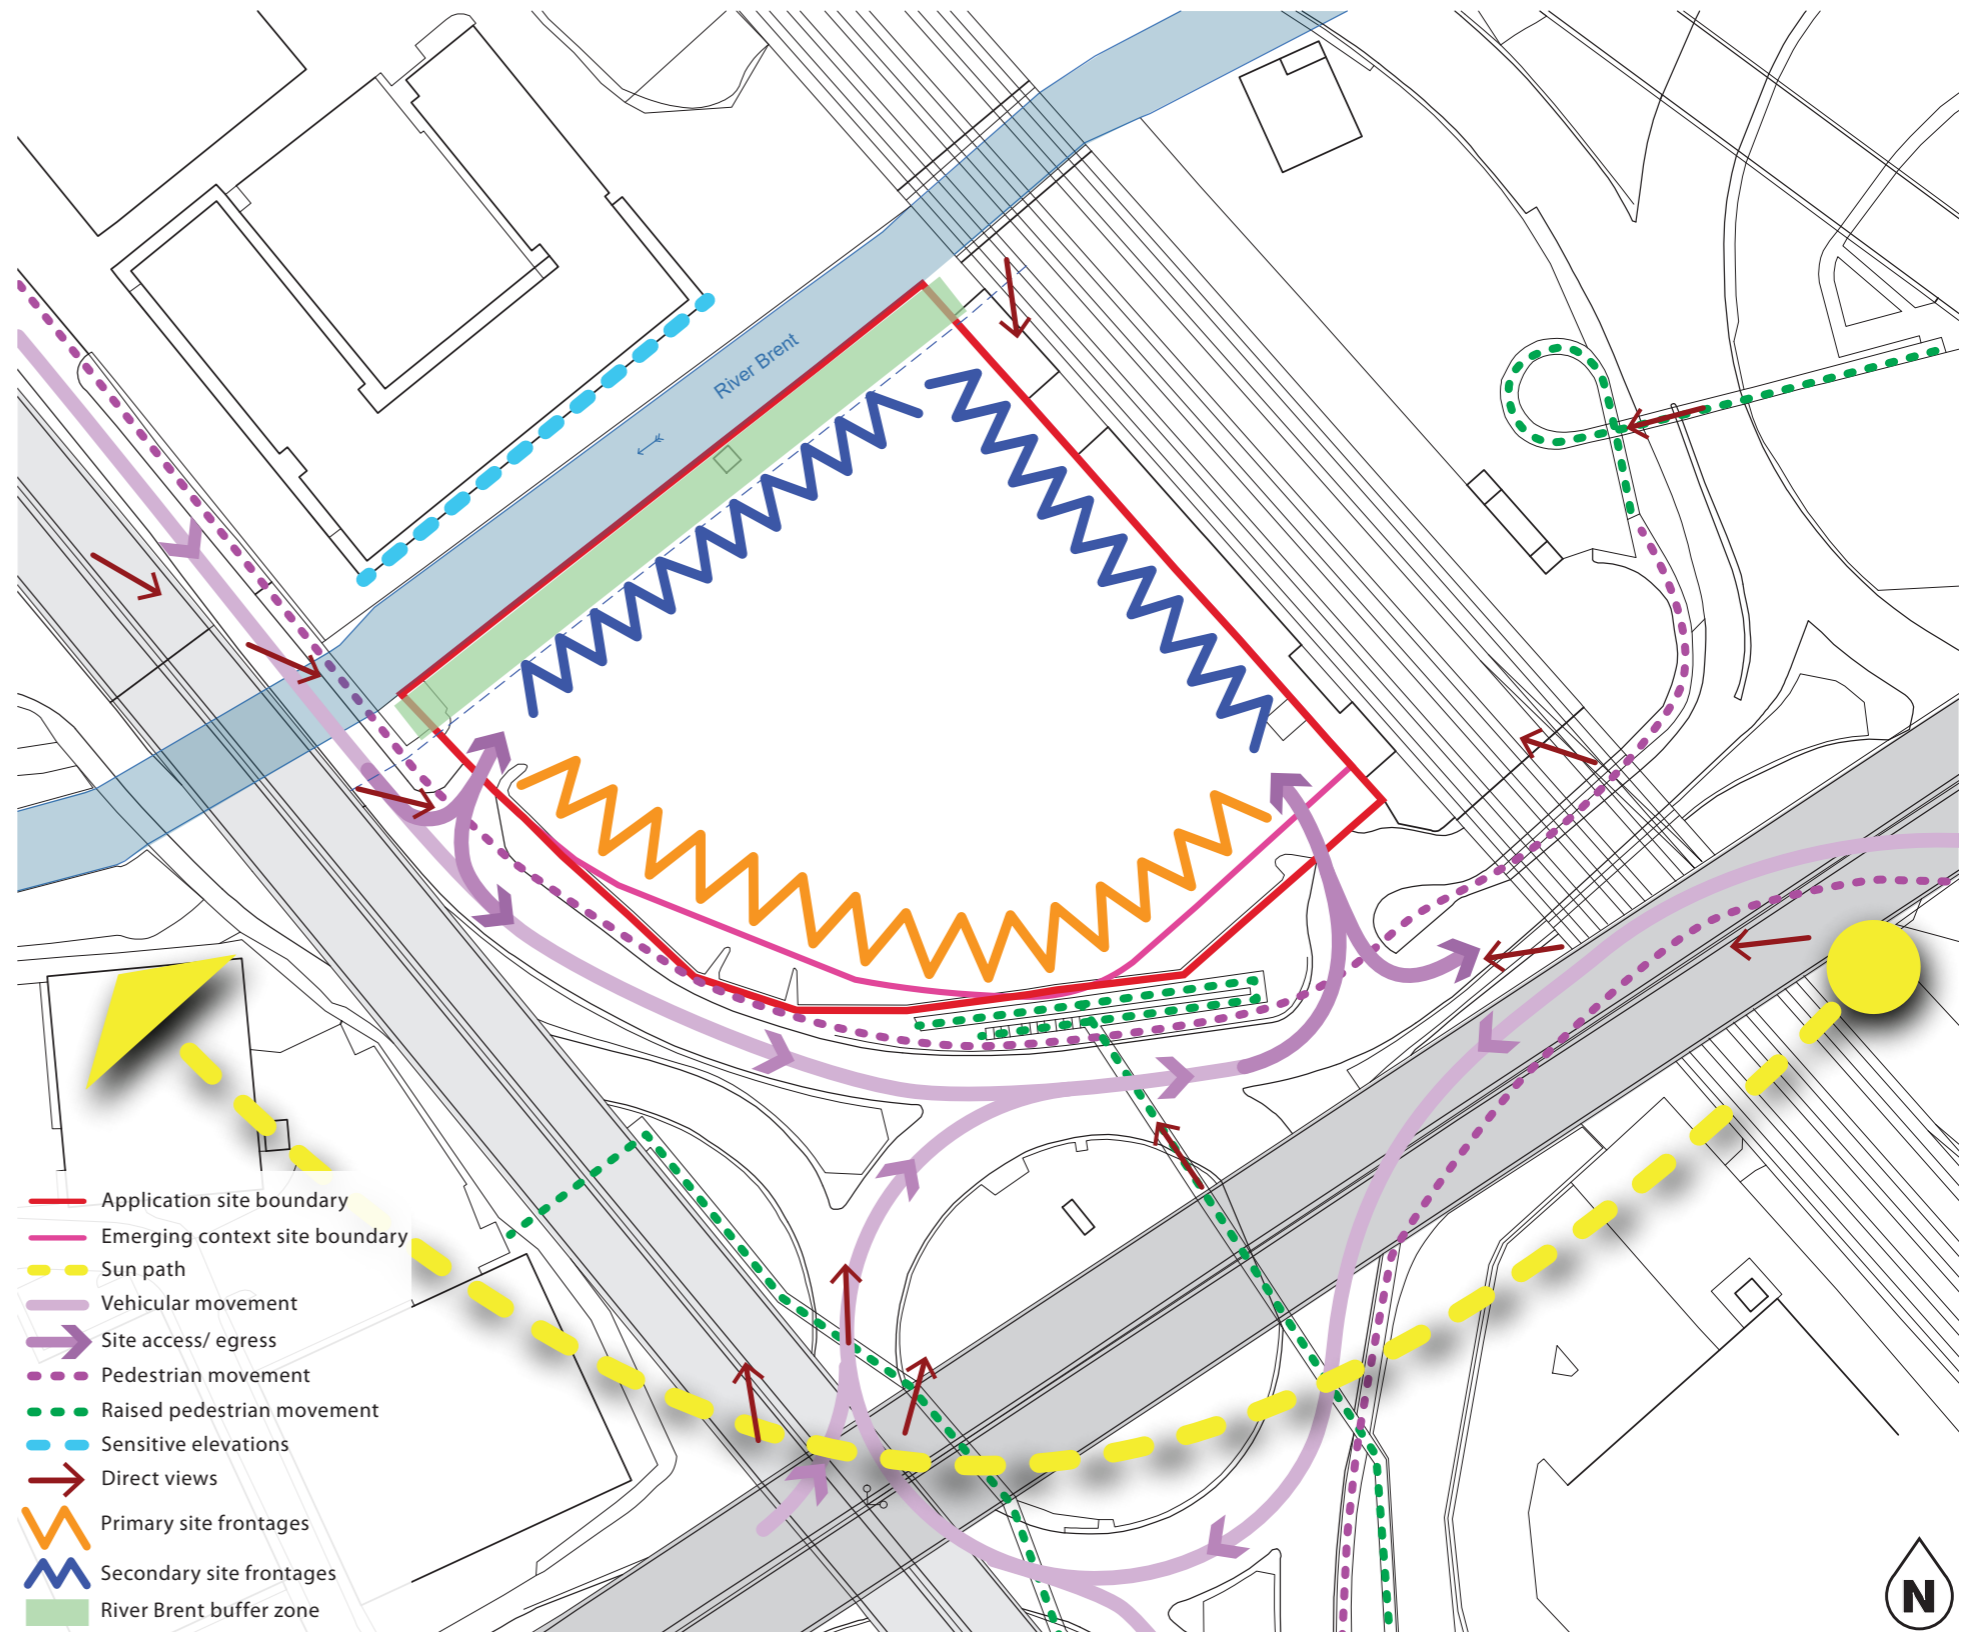 River Brent
Application site boundary
Emerging context site boundary
Sun path
Vehicular movement
Site access/ egress
Pedestrian movement
Raised pedestrian movement
Sensitive elevations
Direct views
Primary site frontages
Secondary site frontages
River Brent buffer zone
N